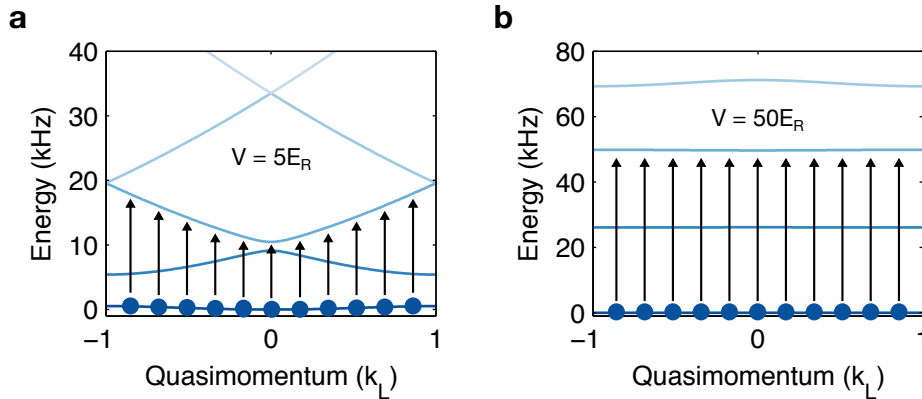 a
Energy (kHz)
40
30
20
10
0
V = 5E_R
−1
0
1
Quasimomentum (k_L)
b
Energy (kHz)
80
60
40
20
0
V = 50E_R
−1
0
1
Quasimomentum (k_L)